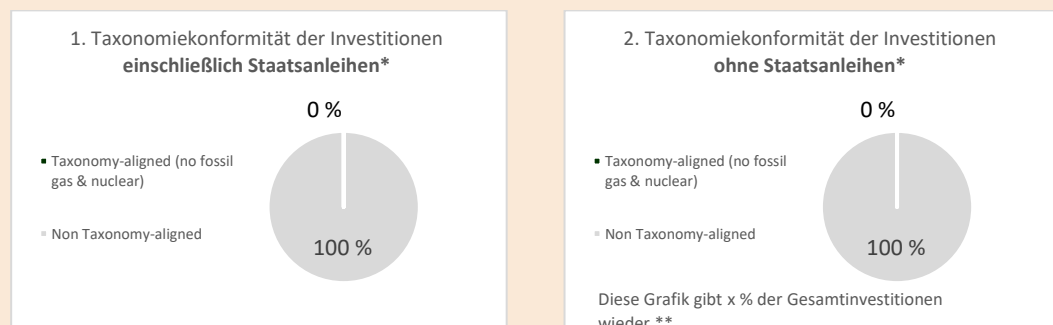 1. Taxonomiekonformität der Investitionen
einschließlich Staatsanleihen*
0 %
Taxonomy-aligned (no fossil
gas & nuclear)
Non Taxonomy-aligned
100 %
2. Taxonomiekonformität der Investitionen
ohne Staatsanleihen*
0 %
Taxonomy-aligned (no fossil
gas & nuclear)
Non Taxonomy-aligned
100 %
Diese Grafik gibt x % der Gesamtinvestitionen
wieder.**